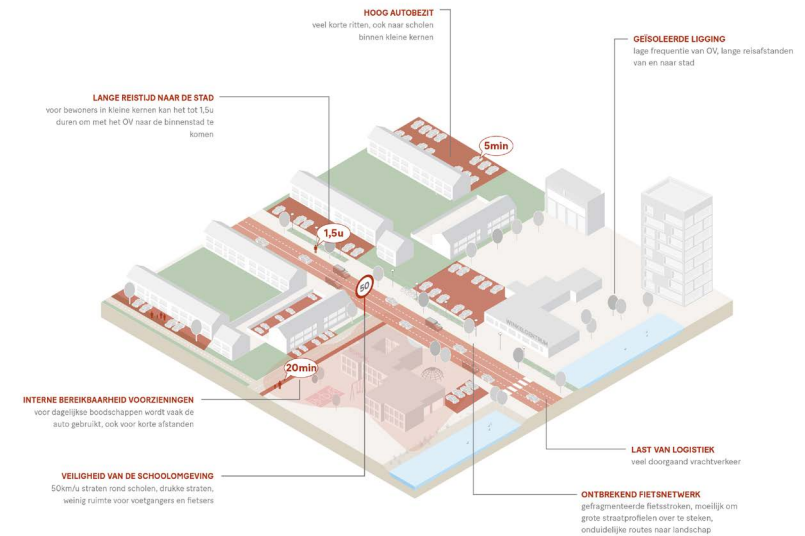 HOOG AUTOBEZIT
veel korte ritten, ook naar scholen
binnen kleine kernen
GEÏSOLEERDE LIGGING
lage frequentie van OV, lange reisafstanden
van en naar stad
LANGE REISTIJD NAAR DE STAD
voor bewoners in kleine kernen kan het tot 1,5u
duren om met het OV naar de binnenstad te
komen
5min
1,5u
50
WINKELCENTRUM
20min
INTERNE BEREIKBAARHEID VOORZIENINGEN
voor dagelijkse boodschappen wordt vaak de
auto gebruikt, ook voor korte afstanden
LAST VAN LOGISTIEK
veel doorgaand vrachtverkeer
VEILIGHEID VAN DE SCHOOLOMGEVING
50km/u straten rond scholen, drukke straten,
weinig ruimte voor voetgangers en fietsers
ONTBREKEND FIETSNETWERK
gefragmenteerde fietsstroken, moeilijk om
grote straatprofielen over te steken,
onduidelijke routes naar landschap